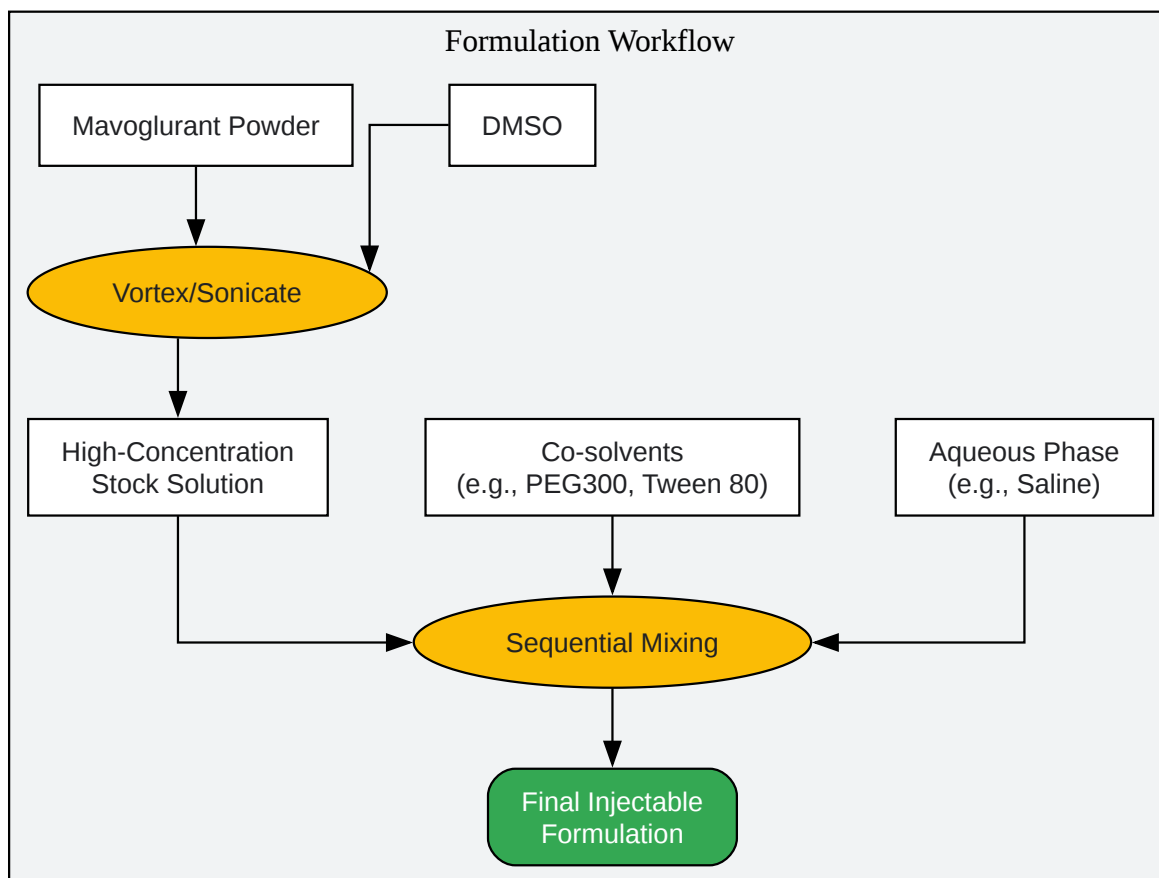 Formulation Workflow
Mavoglurant Powder
DMSO
Vortex/Sonicate
High-Concentration
Stock Solution
Co-solvents
(e.g., PEG300, Tween 80)
Aqueous Phase
(e.g., Saline)
Sequential Mixing
Final Injectable
Formulation